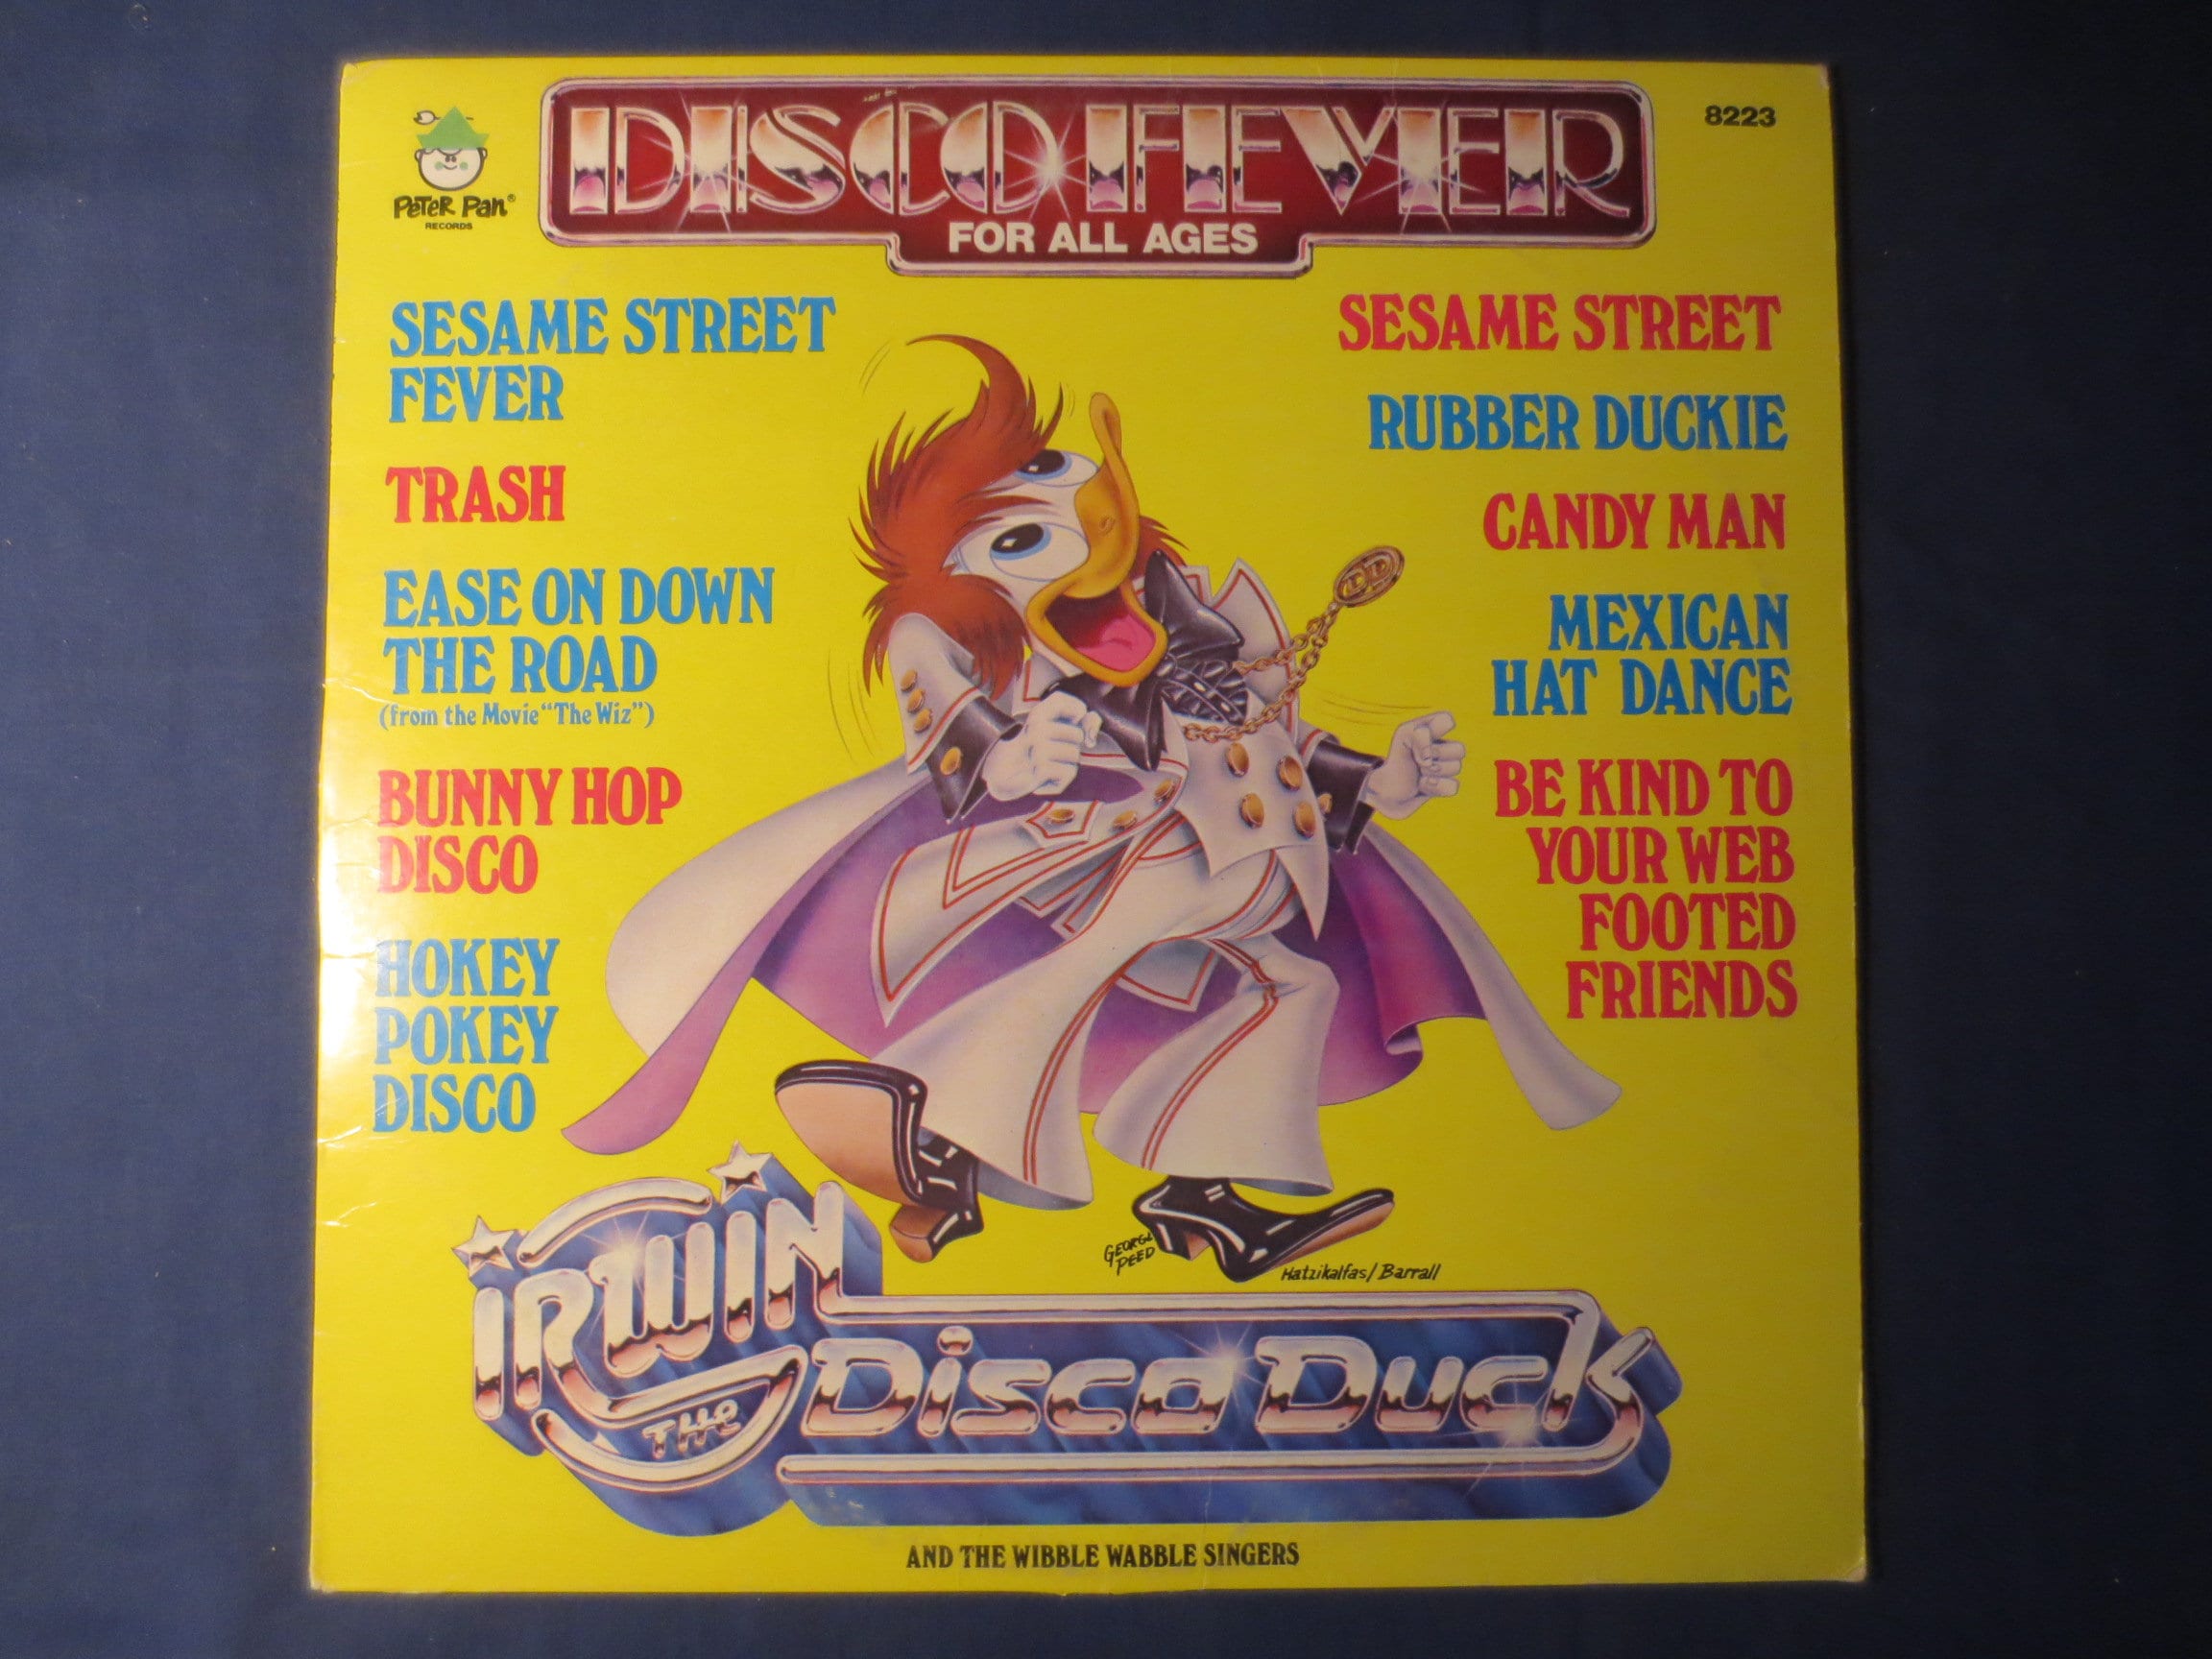 DISCO FEVER
FOR ALL AGES
8223
PETER PAN®
RECORDS
SESAME STREET
FEVER
TRASH
EASE ON DOWN
THE ROAD
(from the Movie "The Wiz")
BUNNY HOP
DISCO
HOKEY
POKEY
DISCO
SESAME STREET
RUBBER DUCKIE
CANDY MAN
MEXICAN
HAT DANCE
BE KIND TO
YOUR WEB
FOOTED
FRIENDS
DD
GEORGE
PEED
Hatzikalfas/Barrall
IRWIN
THE
Disco Duck
AND THE WIBBLE WABBLE SINGERS